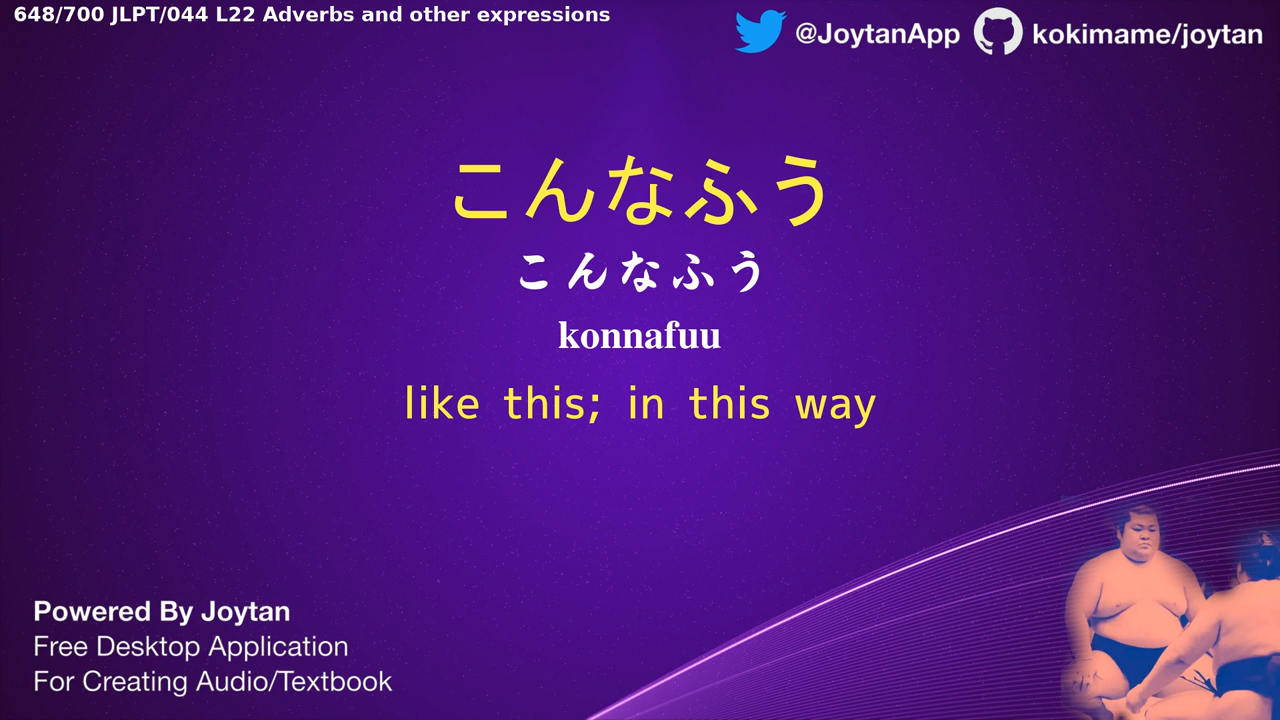 648/700 JLPT/044 L22 Adverbs and other expressions
@JoytanApp kokimame/joytan
こんなふう
こんなふう
konnafuu
like this; in this way
Powered By Joytan
Free Desktop Application
For Creating Audio/Textbook